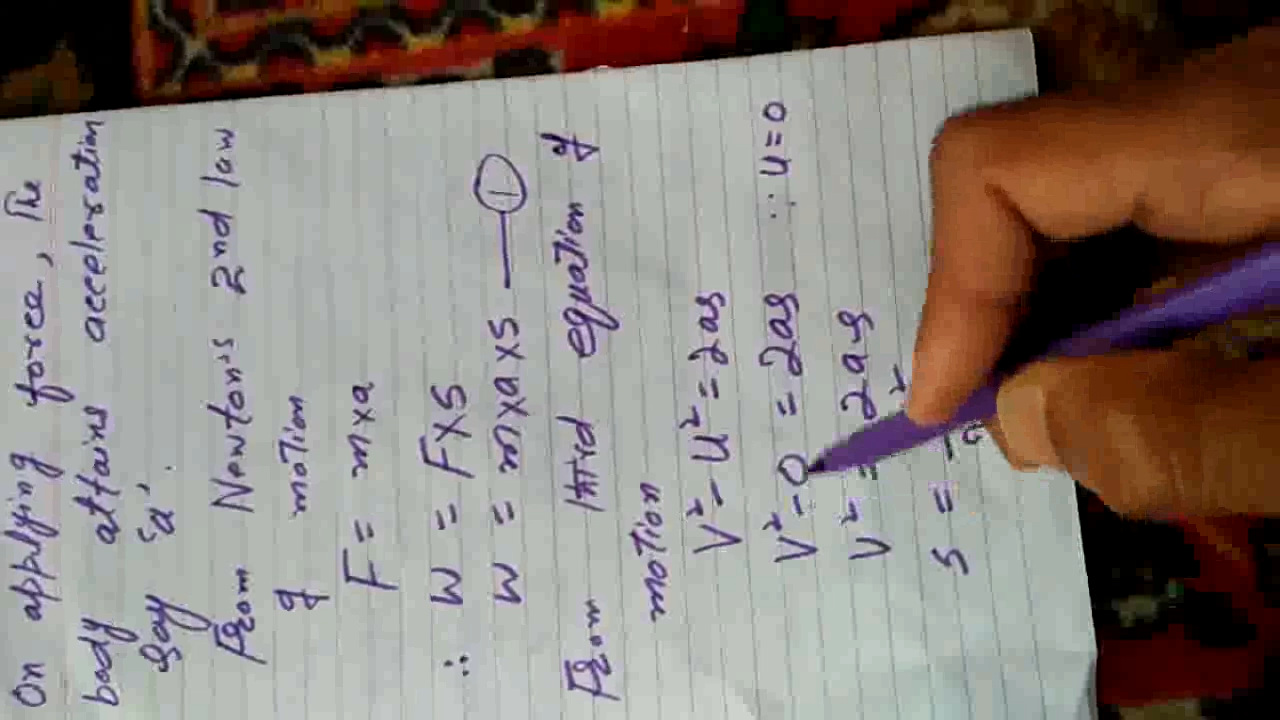 On applying force, The
body attains acceleration
say 'a'.
From Newton's 2nd law
of motion
F = m×a
∴ W = F×S
W = m×a×s — ①
From third equation of
motion
V² - U² = 2as
V² - 0 = 2as ∵ U = 0
V² = 2as
S =